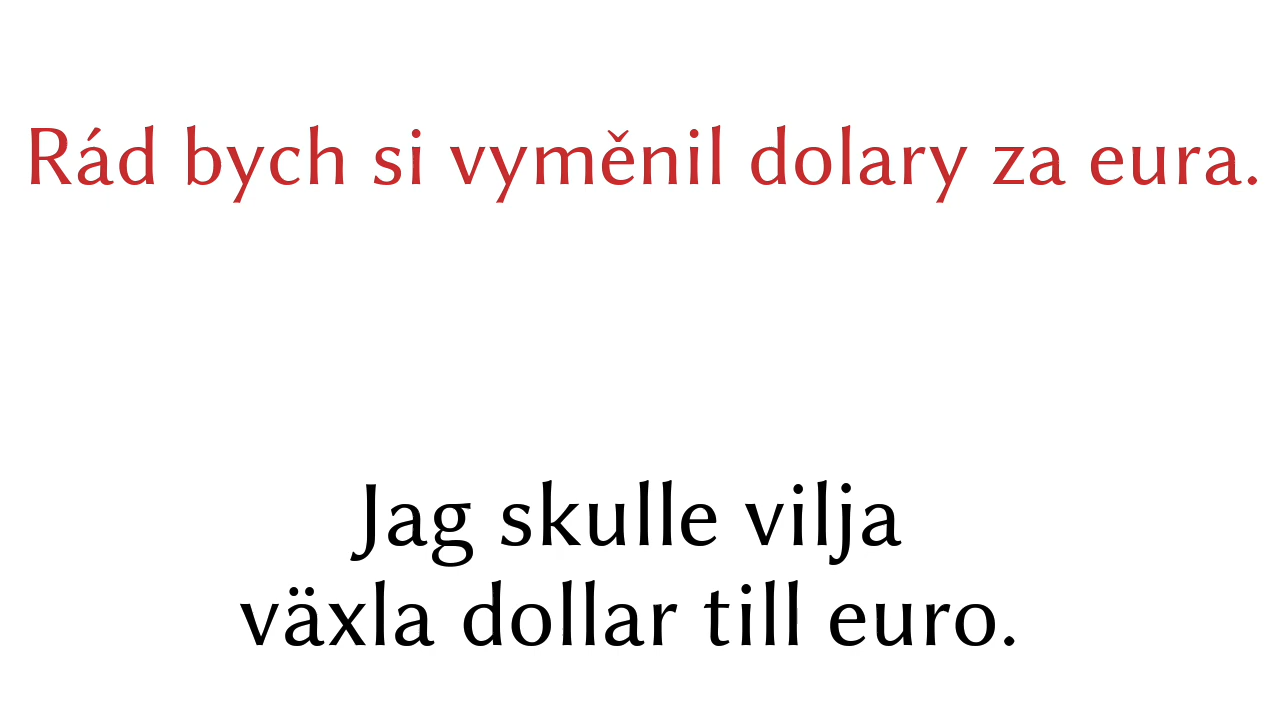 Rád bych si vyměnil dolary za eura.
Jag skulle vilja
växla dollar till euro.